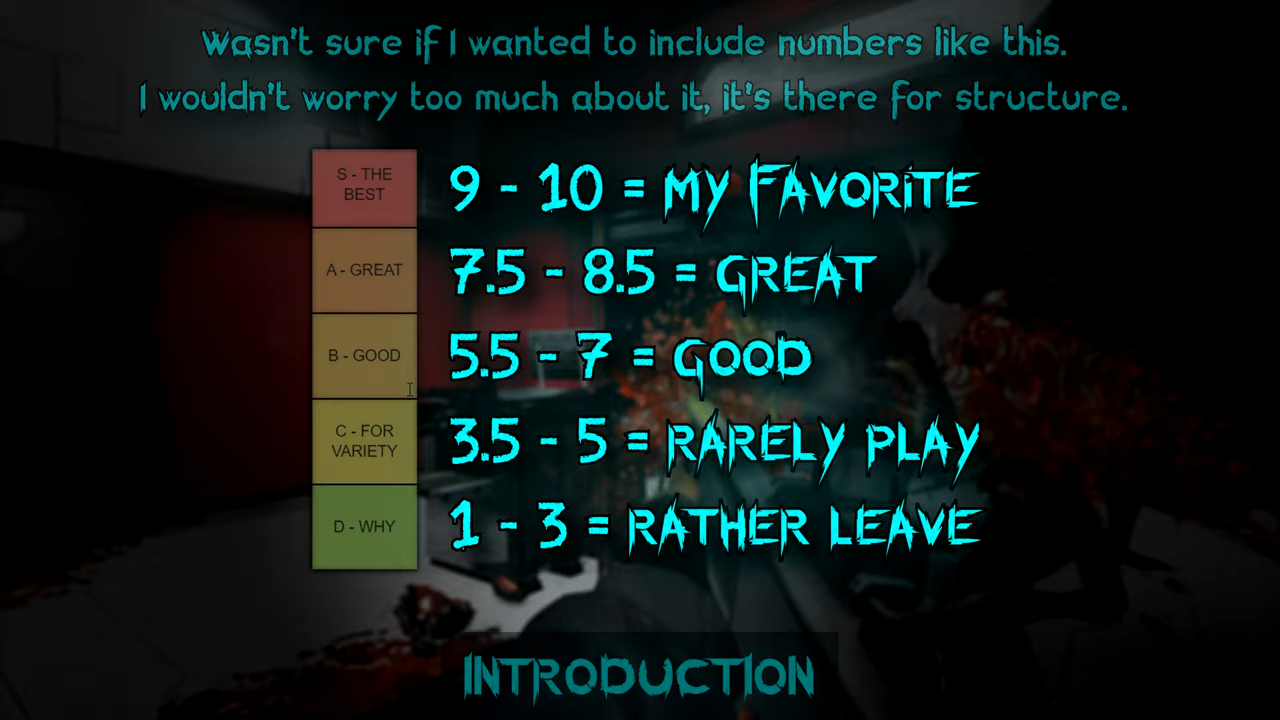 Wasn't sure if I wanted to include numbers like this.
I wouldn't worry too much about it, it's there for structure.
S - THE
BEST
9 - 10 = MY FAVORITE
A - GREAT
7.5 - 8.5 = GREAT
B - GOOD
5.5 - 7 = GOOD
C - FOR
VARIETY
3.5 - 5 = RARELY PLAY
D - WHY
1 - 3 = RATHER LEAVE
INTRODUCTION